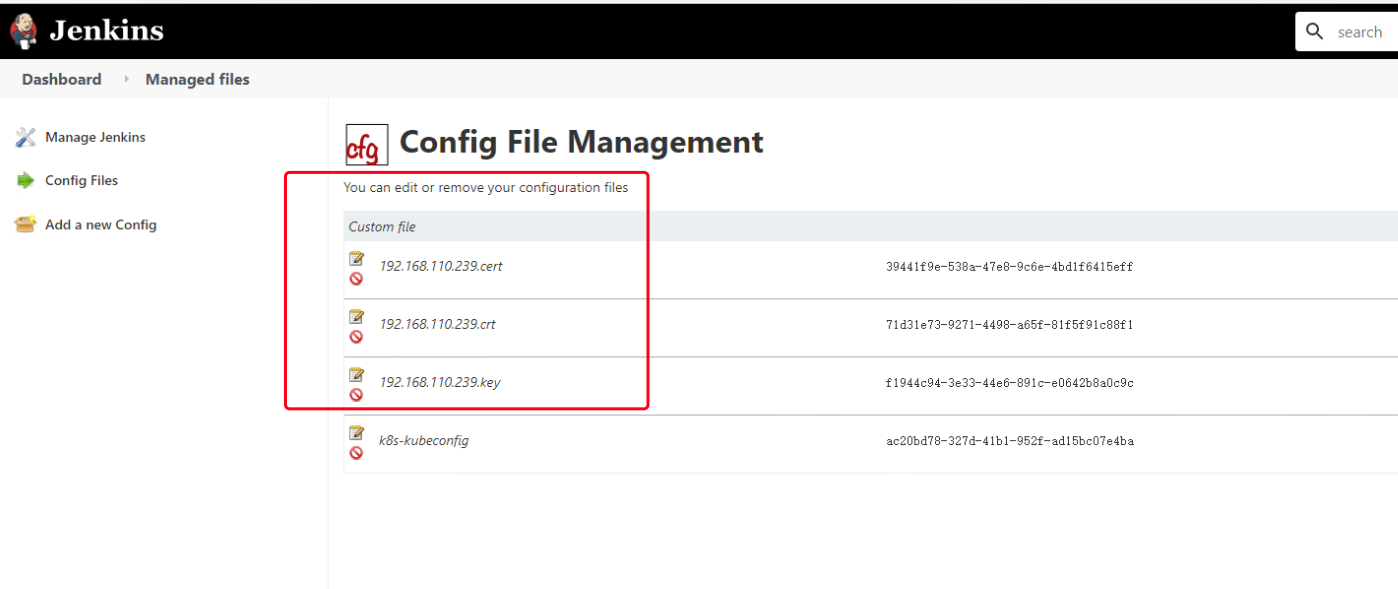 Jenkins
search
Dashboard Managed files
Manage Jenkins
Config Files
Add a new Config
cfg Config File Management
You can edit or remove your configuration files
Custom file
192.168.110.239.cert 39441f9e-538a-47e8-9c6e-4bd1f6415eff
192.168.110.239.crt 71d31e73-9271-4498-a65f-81f5f91c88f1
192.168.110.239.key f1944c94-3e33-44e6-891c-e0642b8a0c9c
k8s-kubeconfig ac20bd78-327d-41b1-952f-ad15bc07e4ba